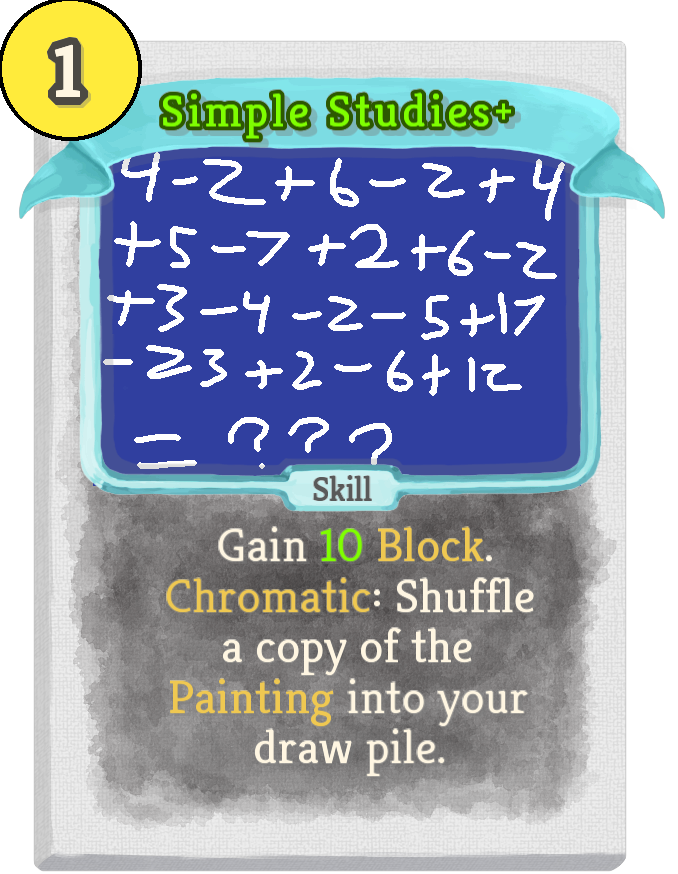 1
Simple Studies+
4-2+6-2+4
+5-7+2+6-2
+3-4-2-5+17
-23+2-6+12
=???
Skill
Gain 10 Block.
Chromatic: Shuffle
a copy of the
Painting into your
draw pile.